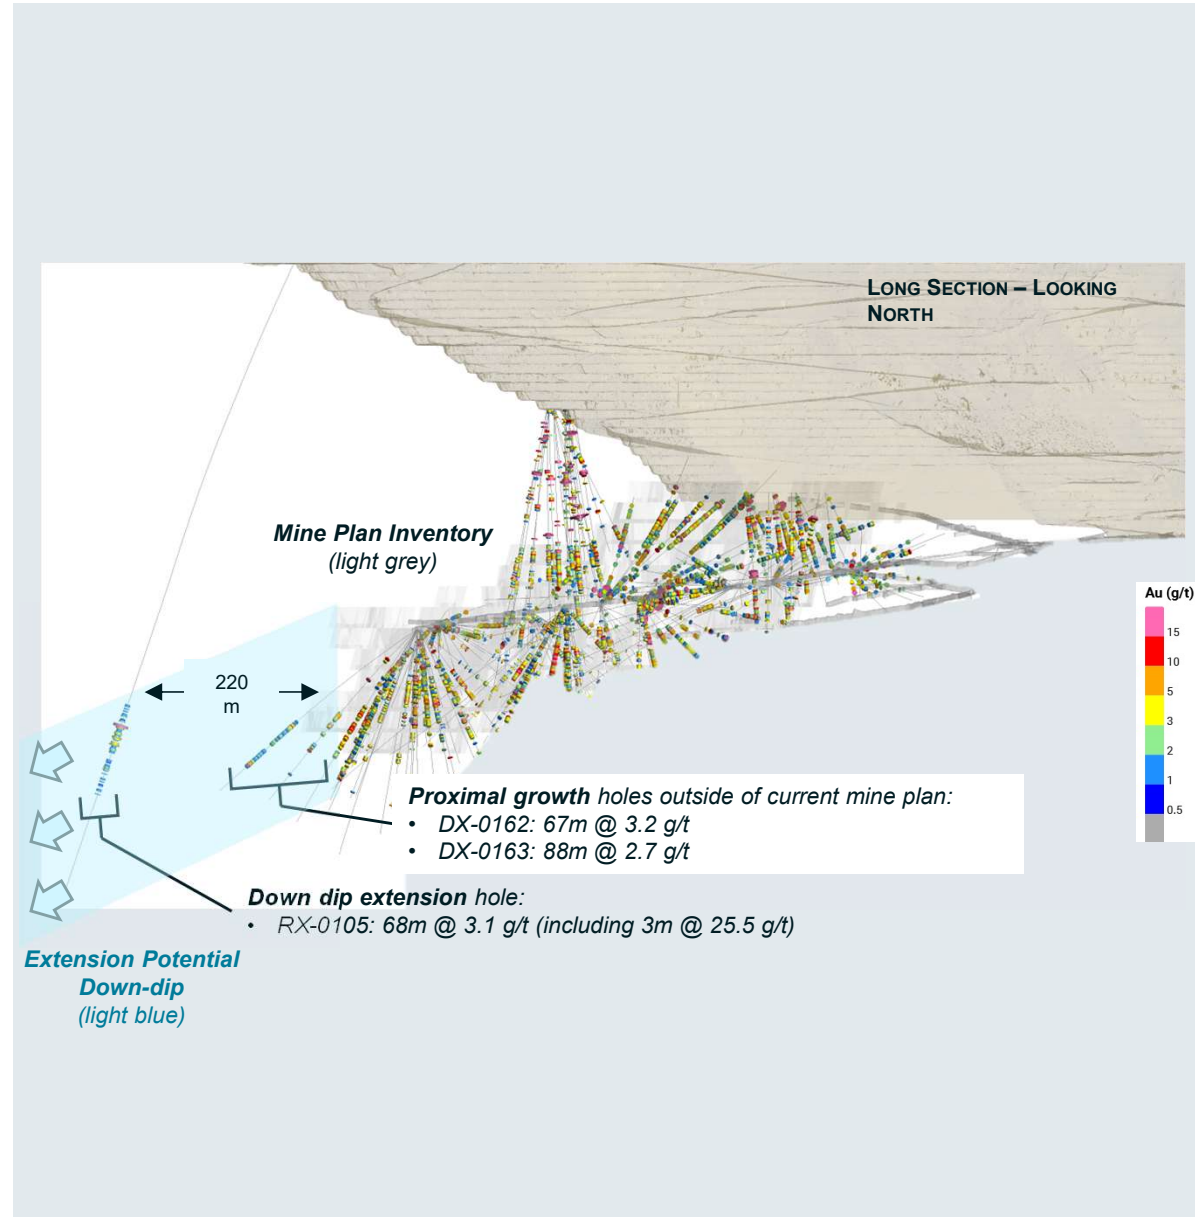 LONG SECTION – LOOKING
NORTH
Mine Plan Inventory
(light grey)
Au (g/t)
15
10
5
3
2
1
0.5
220
m
Proximal growth holes outside of current mine plan:
• DX-0162: 67m @ 3.2 g/t
• DX-0163: 88m @ 2.7 g/t
Down dip extension hole:
• RX-0105: 68m @ 3.1 g/t (including 3m @ 25.5 g/t)
Extension Potential
Down-dip
(light blue)